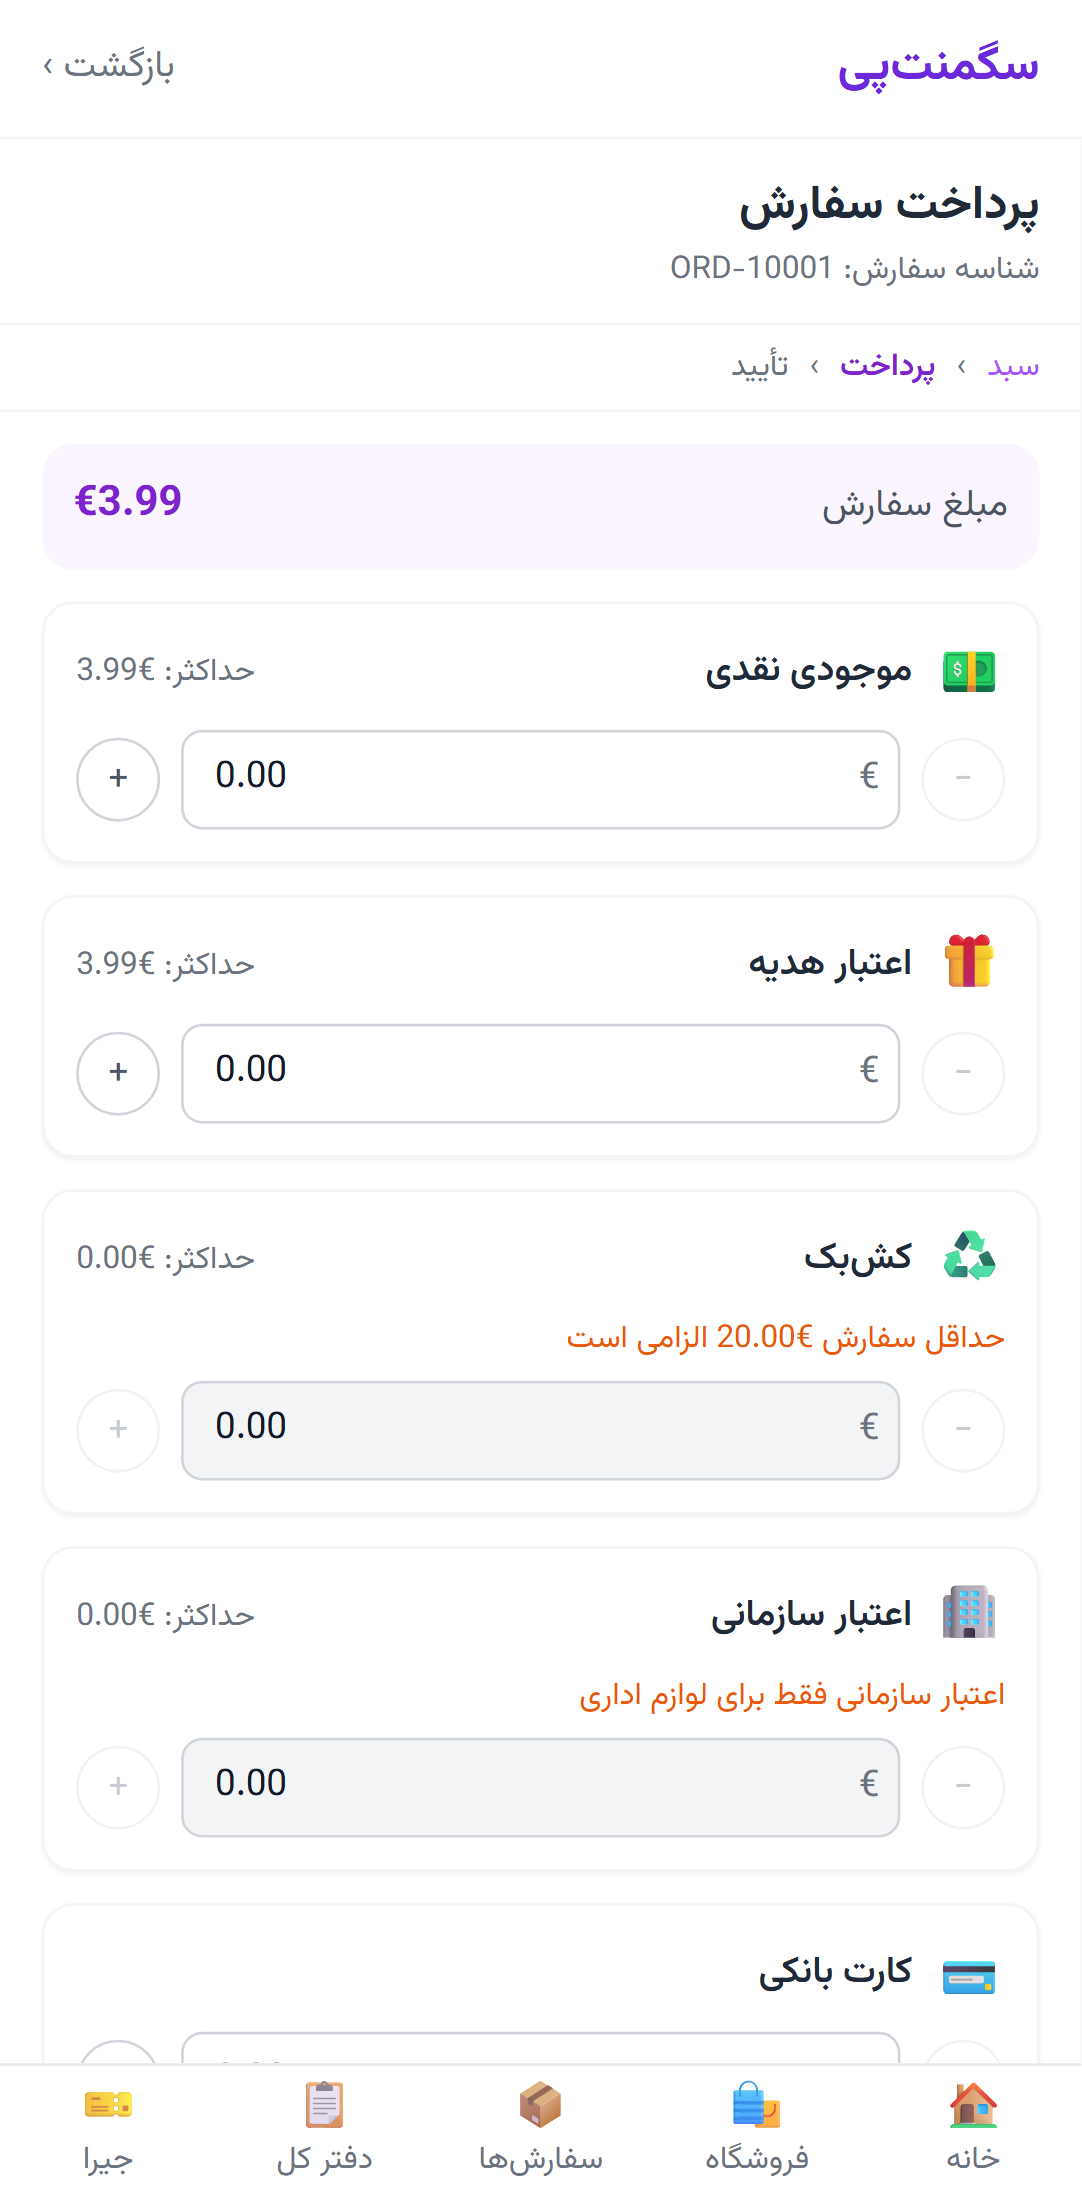 سگمنت‌پی
بازگشت ›
پرداخت سفارش
شناسه سفارش: ORD-10001
سبد › پرداخت › تأیید
مبلغ سفارش
€3.99
موجودی نقدی
حداکثر: €3.99
−
€ 0.00
+
اعتبار هدیه
حداکثر: €3.99
−
€ 0.00
+
کش‌بک
حداکثر: €0.00
حداقل سفارش €20.00 الزامی است
−
€ 0.00
+
اعتبار سازمانی
حداکثر: €0.00
اعتبار سازمانی فقط برای لوازم اداری
−
€ 0.00
+
کارت بانکی
خانه
فروشگاه
سفارش‌ها
دفتر کل
جیرا